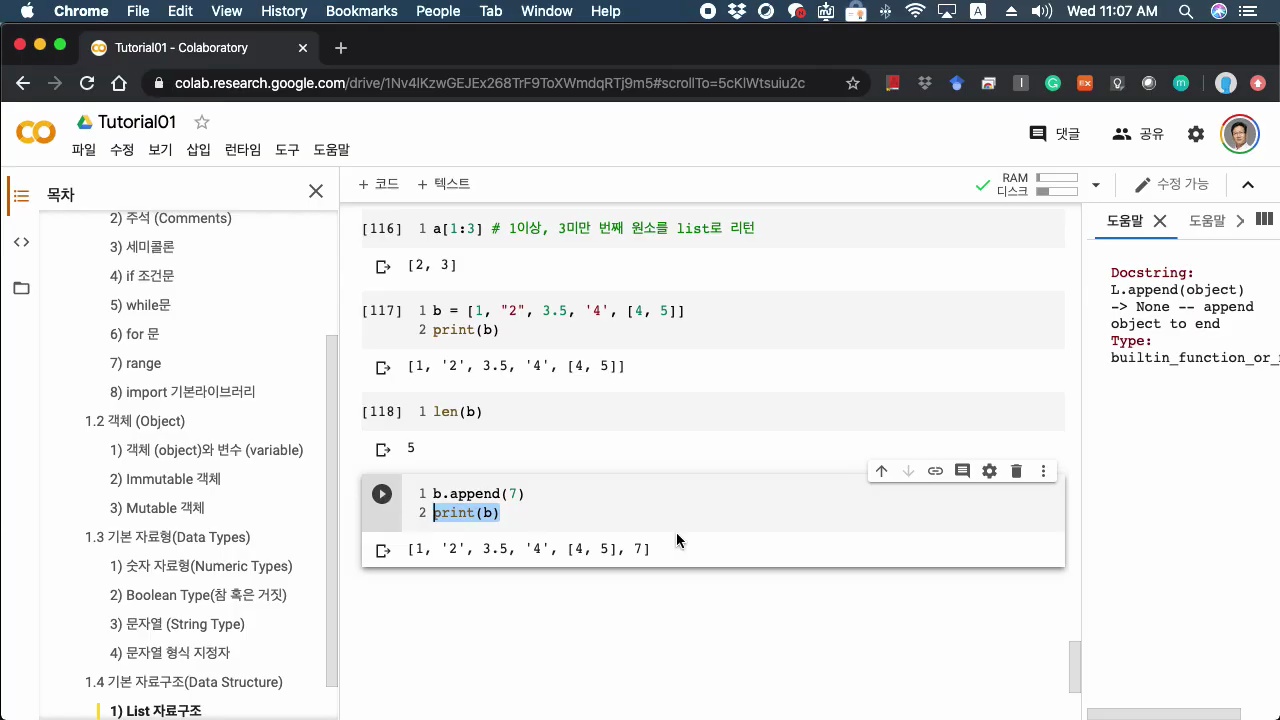 Chrome File Edit View History Bookmarks People Tab Window Help A Wed 11:07 AM
Tutorial01 - Colaboratory
colab.research.google.com/drive/1Nv4lKzwGEJEx268TrF9ToXWmdqRTj9m5#scrollTo=5cKlWtsuiu2c
Tutorial01
댓글 공유
파일 수정 보기 삽입 런타임 도구 도움말
목차
+ 코드 + 텍스트
RAM
디스크
수정 가능
2) 주석 (Comments)
3) 세미콜론
4) if 조건문
5) while문
6) for 문
7) range
8) import 기본라이브러리
1.2 객체 (Object)
1) 객체 (object)와 변수 (variable)
2) Immutable 객체
3) Mutable 객체
1.3 기본 자료형(Data Types)
1) 숫자 자료형(Numeric Types)
2) Boolean Type(참 혹은 거짓)
3) 문자열 (String Type)
4) 문자열 형식 지정자
1.4 기본 자료구조(Data Structure)
1) List 자료구조
[116] 1 a[1:3] # 1이상, 3미만 번째 원소를 list로 리턴
[2, 3]
[117] 1 b = [1, "2", 3.5, '4', [4, 5]]
2 print(b)
[1, '2', 3.5, '4', [4, 5]]
[118] 1 len(b)
5
1 b.append(7)
2 print(b)
[1, '2', 3.5, '4', [4, 5], 7]
도움말 도움말
Docstring:
L.append(object)
-> None -- append
object to end
Type:
builtin_function_or_